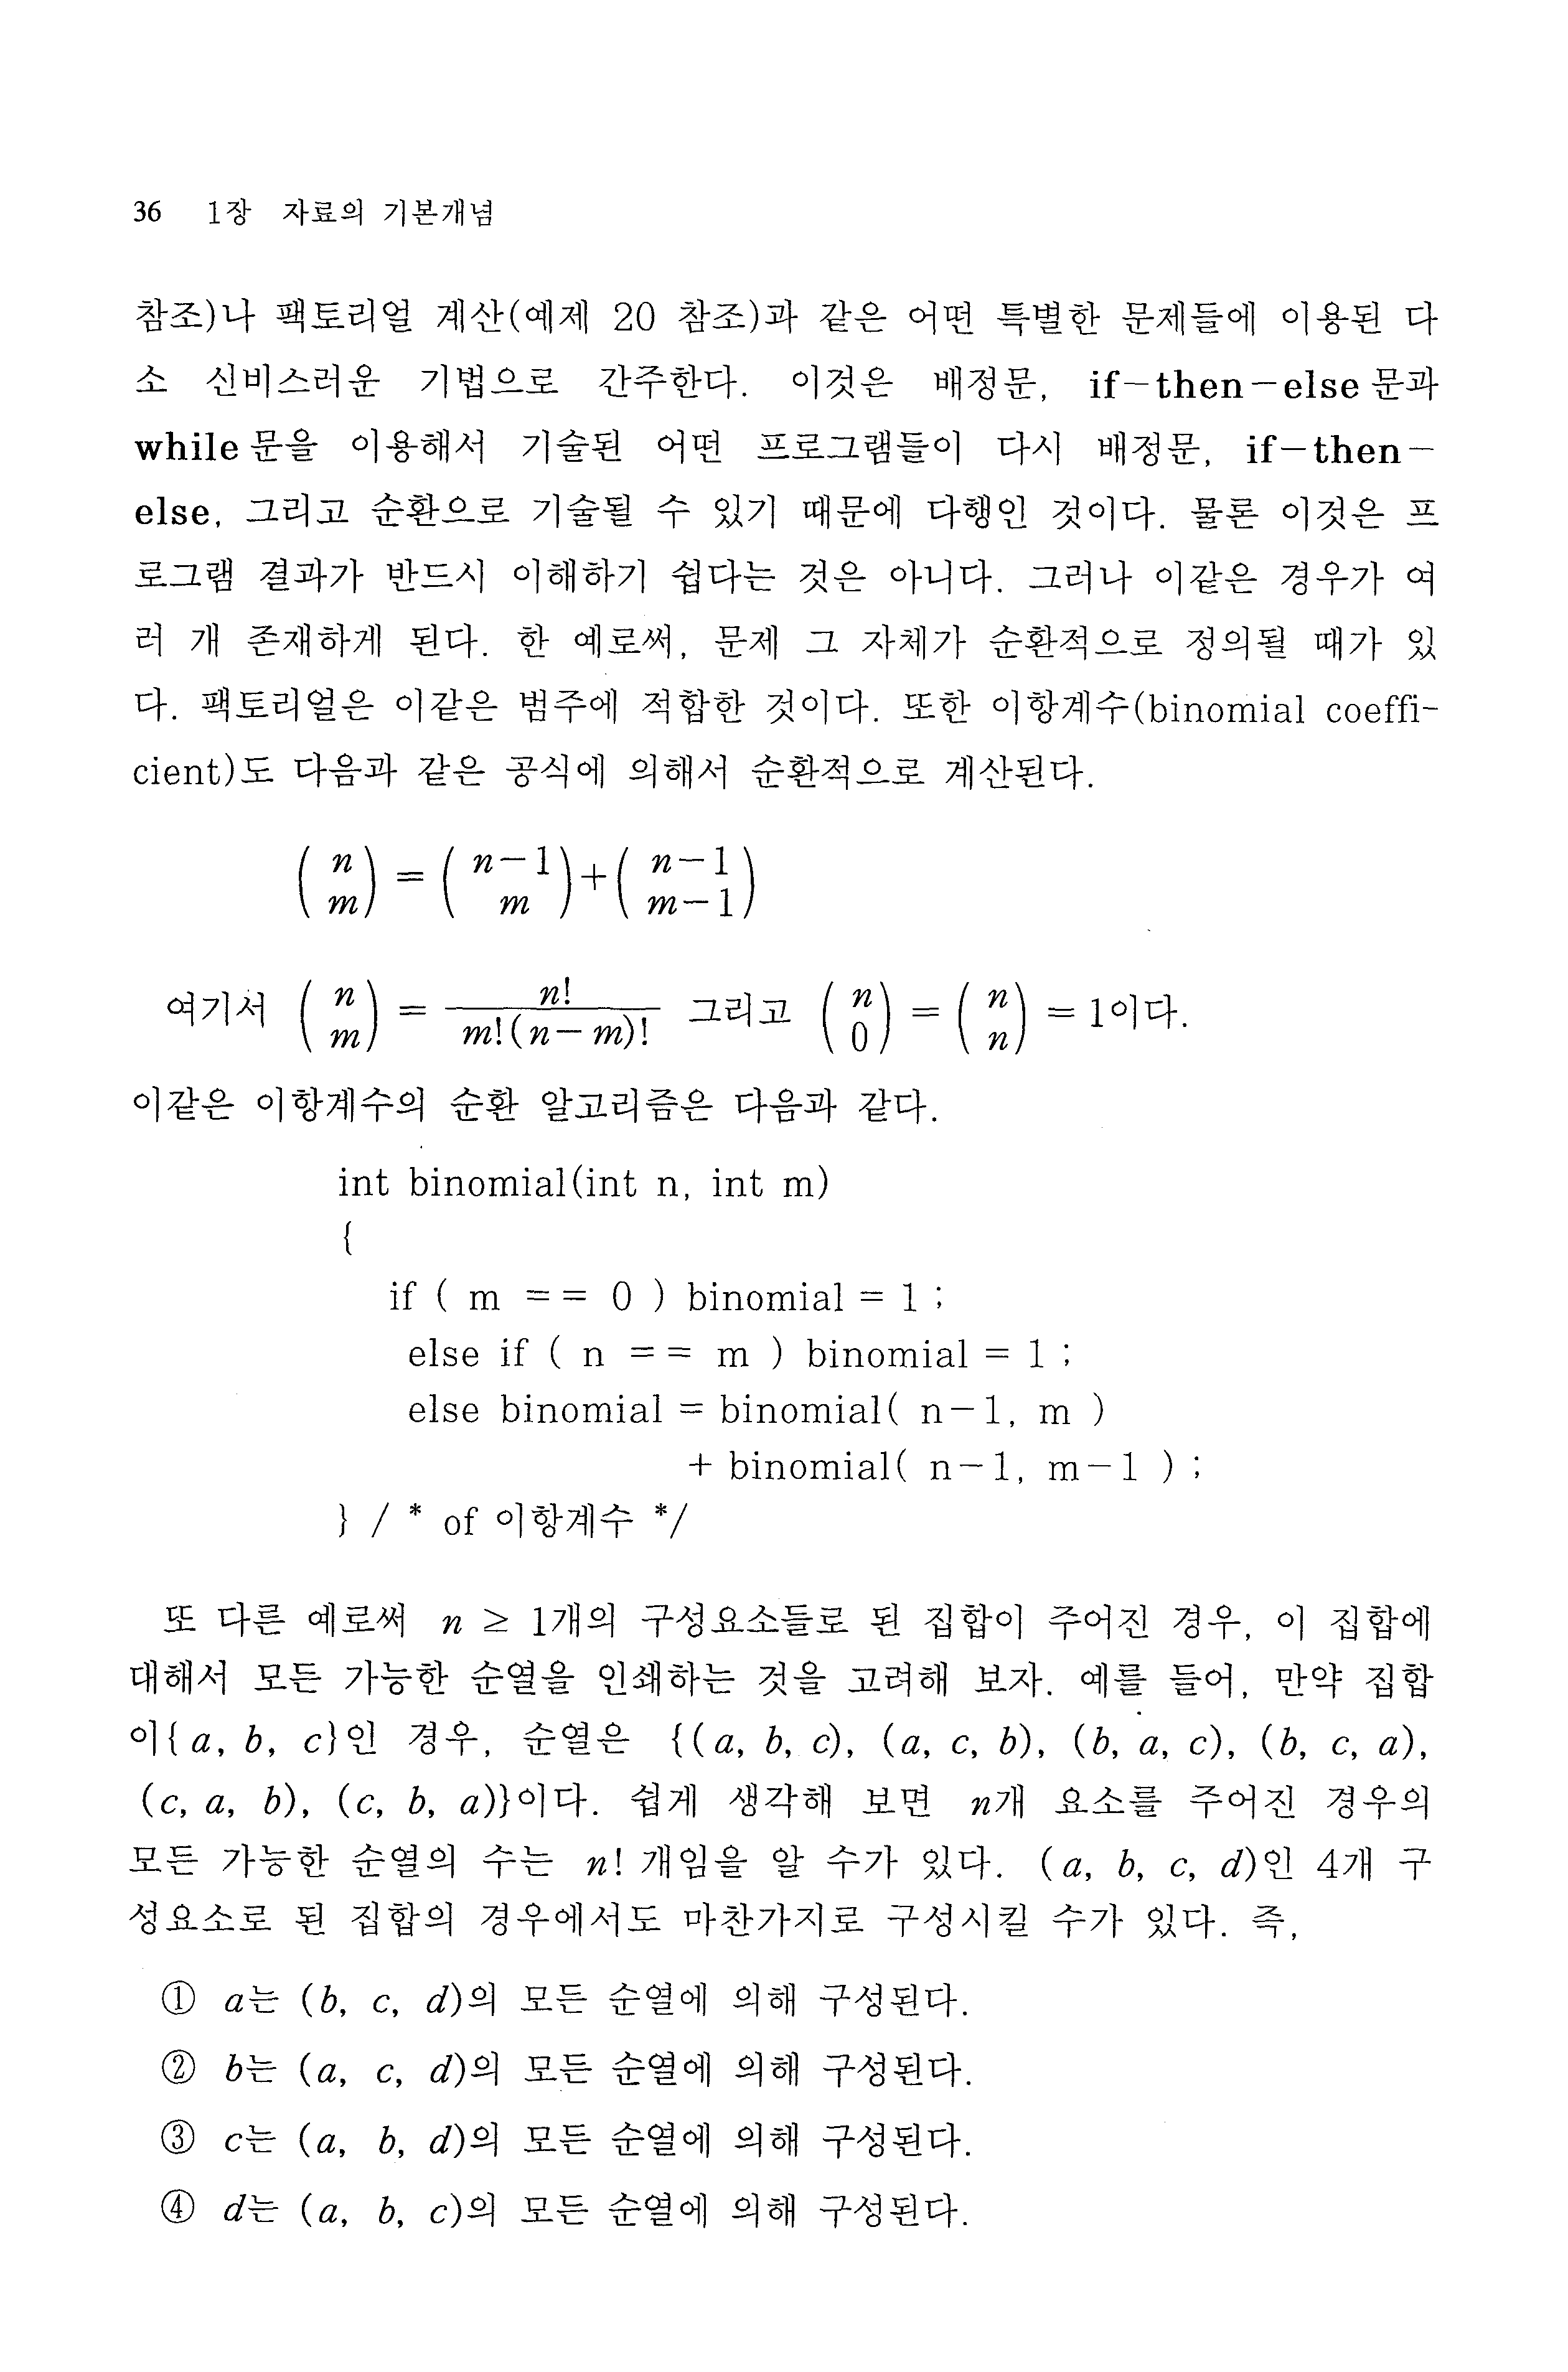 36 1장 자료의 기본개념
참조)나 팩토리얼 계산(예제 20 참조)과 같은 어떤 특별한 문제들에 이용된 다
소 신비스러운 기법으로 간주한다. 이것은 배정문, if-then-else 문과
while 문을 이용해서 기술된 어떤 프로그램들이 다시 배정문, if-then-
else, 그리고 순환으로 기술될 수 있기 때문에 다행인 것이다. 물론 이것은 프
로그램 결과가 반드시 이해하기 쉽다는 것은 아니다. 그러나 이같은 경우가 여
러 개 존재하게 된다. 한 예로써, 문제 그 자체가 순환적으로 정의될 때가 있
다. 팩토리얼은 이같은 범주에 적합한 것이다. 또한 이항계수(binomial coeffi-
cient)도 다음과 같은 공식에 의해서 순환적으로 계산된다.
(n m) = (n-1 m)+(n-1 m-1)
여기서 (n m) = n! / m!(n-m)! 그리고 (n 0) = (n n) = 1이다.
이같은 이항계수의 순환 알고리즘은 다음과 같다.
int binomial(int n, int m)
{
if ( m == 0 ) binomial = 1 ;
else if ( n == m ) binomial = 1 ;
else binomial = binomial( n-1, m )
+ binomial( n-1, m-1 ) ;
} / * of 이항계수 */
또 다른 예로써 n ≥ 1개의 구성요소들로 된 집합이 주어진 경우, 이 집합에
대해서 모든 가능한 순열을 인쇄하는 것을 고려해 보자. 예를 들어, 만약 집합
이{a, b, c}인 경우, 순열은 {(a, b, c), (a, c, b), (b, a, c), (b, c, a),
(c, a, b), (c, b, a)}이다. 쉽게 생각해 보면 n개 요소를 주어진 경우의
모든 가능한 순열의 수는 n! 개임을 알 수가 있다. (a, b, c, d)인 4개 구
성요소로 된 집합의 경우에서도 마찬가지로 구성시킬 수가 있다. 즉,
① a는 (b, c, d)의 모든 순열에 의해 구성된다.
② b는 (a, c, d)의 모든 순열에 의해 구성된다.
③ c는 (a, b, d)의 모든 순열에 의해 구성된다.
④ d는 (a, b, c)의 모든 순열에 의해 구성된다.